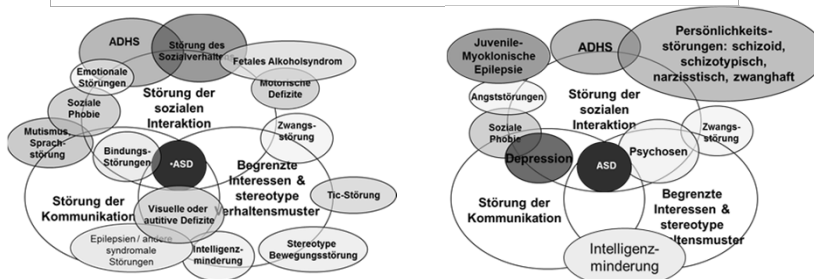 ADHS
Störung des
Sozialverhaltens
Fetales Alkoholsyndrom
Emotionale
Störungen
Motorische
Defizite
Störung der
sozialen
Interaktion
Soziale
Phobie
Mutismus,
Sprach-
störung
Zwangs-
störung
Bindungs-
Störungen
•ASD
Begrenzte
Interessen &
stereotype
Verhaltensmuster
Störung der
Kommunikation
Tic-Störung
Visuelle oder
autitive Defizite
Epilepsien / andere
syndromale
Störungen
Intelligenz-
minderung
Stereotype
Bewegungsstörung
Juvenile-
Myoklonische
Epilepsie
ADHS
Persönlichkeits-
störungen: schizoid,
schizotypisch,
narzisstisch, zwanghaft
Angststörungen
Störung der
sozialen
Interaktion
Soziale
Phobie
Zwangs-
störung
Depression
ASD
Psychosen
Störung der
Kommunikation
Begrenzte
Interessen &
stereotype
altensmuster
Intelligenz-
minderung